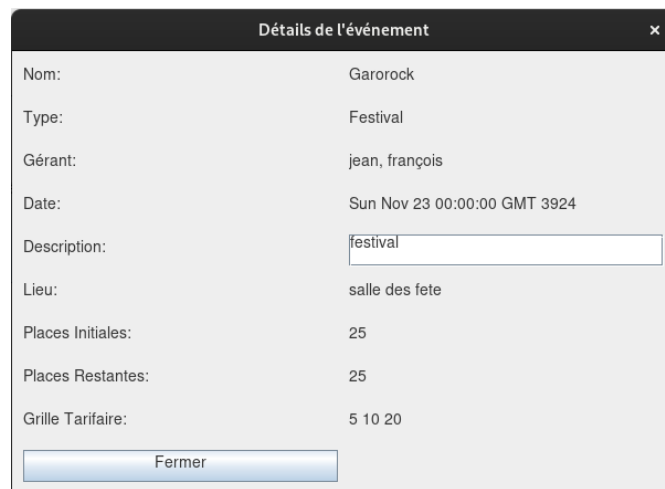 Détails de l'événement ×
Nom: Garorock
Type: Festival
Gérant: jean, françois
Date: Sun Nov 23 00:00:00 GMT 3924
Description: festival
Lieu: salle des fete
Places Initiales: 25
Places Restantes: 25
Grille Tarifaire: 5 10 20
Fermer